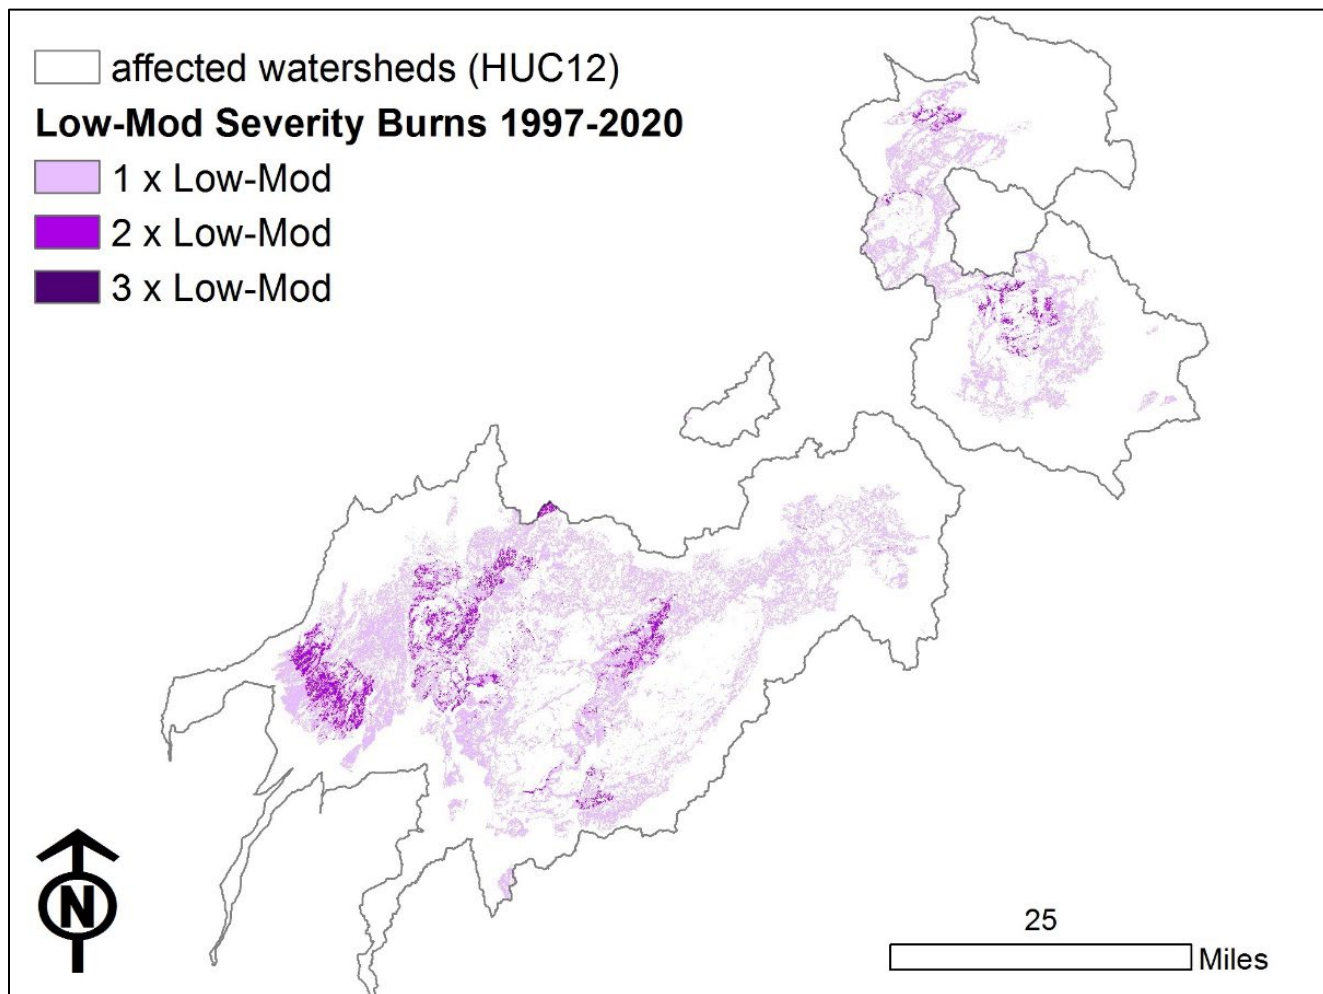 affected watersheds (HUC12)
Low-Mod Severity Burns 1997-2020
1 x Low-Mod
2 x Low-Mod
3 x Low-Mod
N
25
Miles